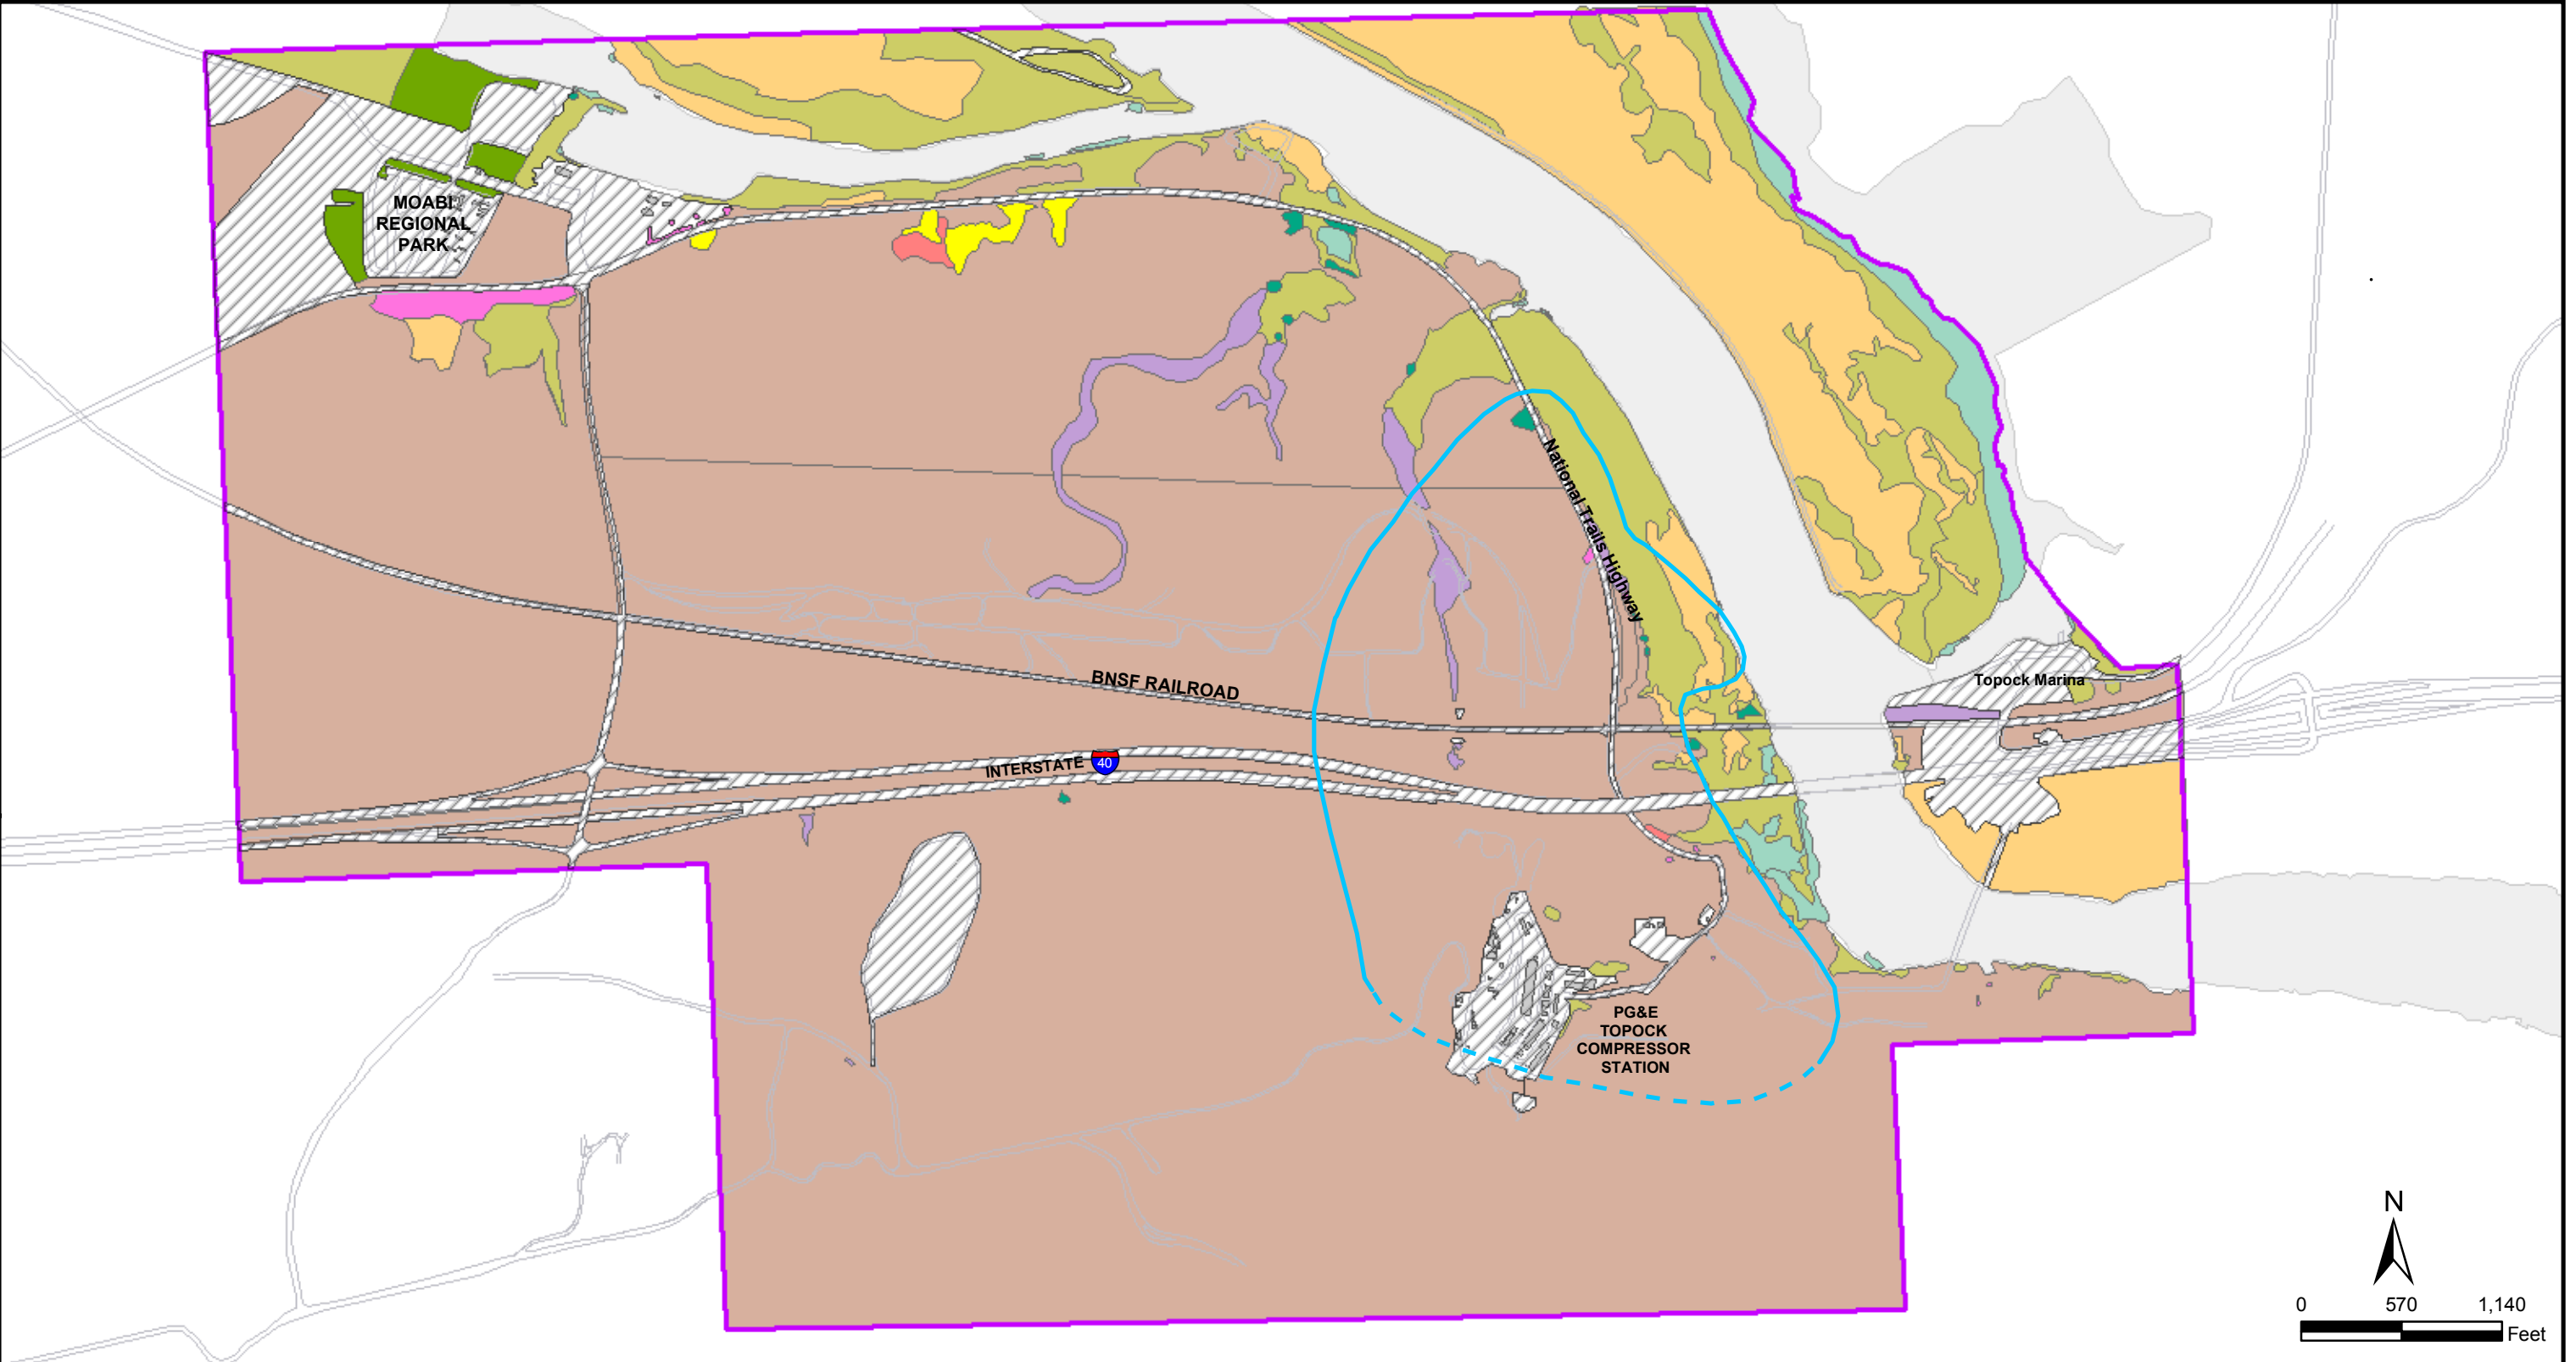 MOABI
REGIONAL
PARK
National Trails Highway
BNSF RAILROAD
Topock Marina
INTERSTATE
40
PG&E
TOPOCK
COMPRESSOR
STATION
N
0 570 1,140
Feet